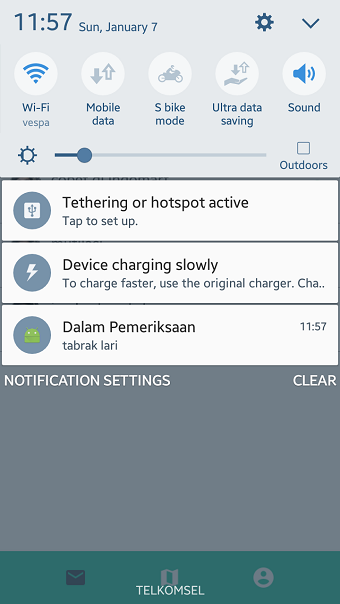 11:57 Sun, January 7
Wi-Fi
vespa
Mobile
data
S bike
mode
Ultra data
saving
Sound
Outdoors
Tethering or hotspot active
Tap to set up.
Device charging slowly
To charge faster, use the original charger. Cha..
Dalam Pemeriksaan 11:57
tabrak lari
NOTIFICATION SETTINGS CLEAR
TELKOMSEL